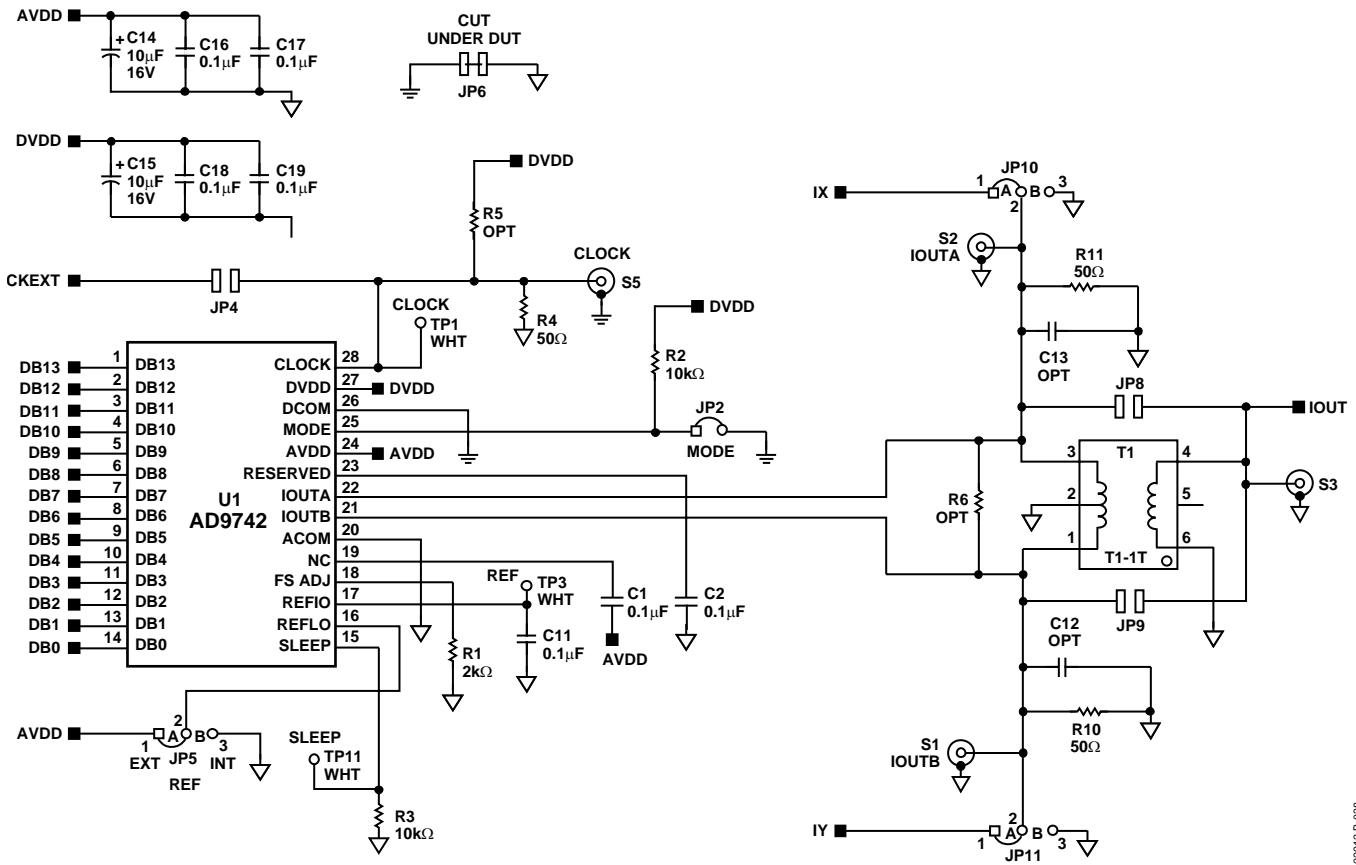 AVDD
C14
10µF
16V
C16
0.1µF
C17
0.1µF
CUT
UNDER DUT
JP6
DVDD
C15
10µF
16V
C18
0.1µF
C19
0.1µF
DVDD
R5
OPT
CKEXT
JP4
CLOCK
S5
CLOCK
TP1
WHT
R4
50Ω
DVDD
R2
10kΩ
JP2
MODE
DB13 1 DB13
DB12 2 DB12
DB11 3 DB11
DB10 4 DB10
DB9 5 DB9
DB8 6 DB8
DB7 7 DB7
DB6 8 DB6
DB5 9 DB5
DB4 10 DB4
DB3 11 DB3
DB2 12 DB2
DB1 13 DB1
DB0 14 DB0
U1
AD9742
CLOCK 28
DVDD 27 DVDD
DCOM 26
MODE 25
AVDD 24 AVDD
RESERVED 23
IOUTA 22
IOUTB 21
ACOM 20
NC 19
FS ADJ 18
REFIO 17
REFLO 16
SLEEP 15
REF
TP3
WHT
C1
0.1µF
AVDD
C2
0.1µF
C11
0.1µF
R1
2kΩ
AVDD
2
A B
1 3
EXT JP5 INT
REF
SLEEP
TP11
WHT
R3
10kΩ
JP10
IX
1 A B 3
2
S2
IOUTA
R11
50Ω
C13
OPT
JP8
IOUT
R6
OPT
3 T1 4
2 5
1 6
T1-1T
S3
JP9
C12
OPT
R10
50Ω
S1
IOUTB
IY
2
A B
1 3
JP11